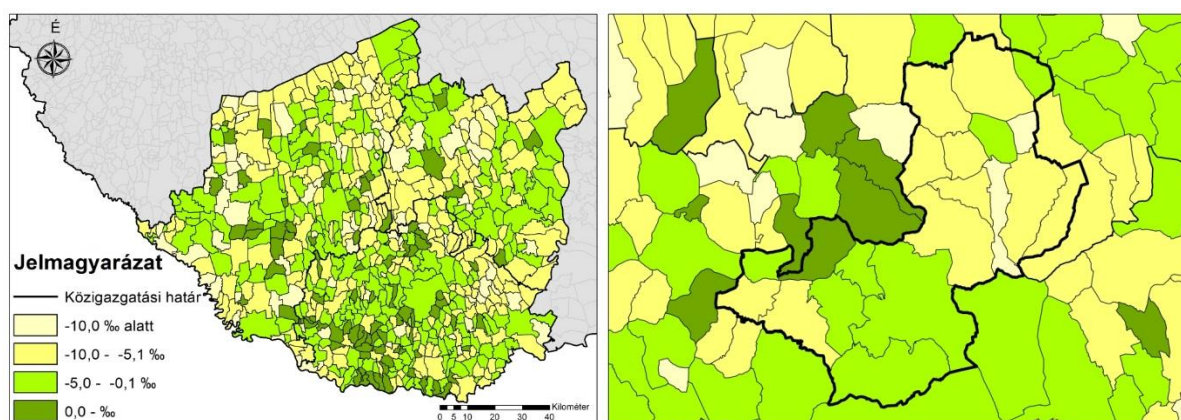 É
Jelmagyarázat
Közigazgatási határ
-10,0 ‰ alatt
-10,0 - -5,1 ‰
-5,0 - -0,1 ‰
0,0 - ‰
Kilométer
0 5 10 20 30 40